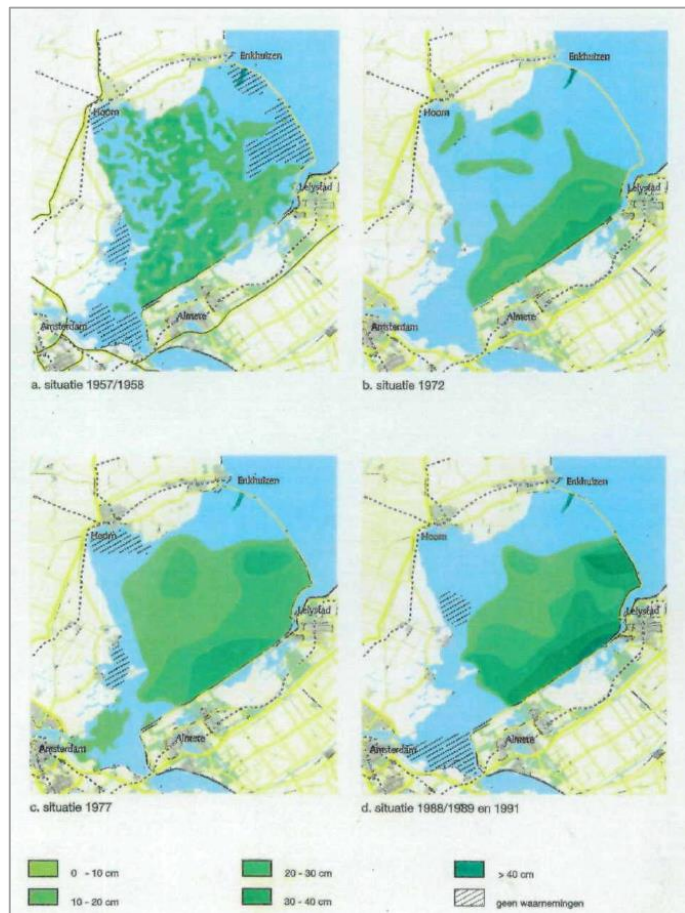 Enkhuizen
Hoorn
Lelystad
Almere
Amsterdam
a. situatie 1957/1958
Enkhuizen
Hoorn
Lelystad
Almere
Amsterdam
b. situatie 1972
Enkhuizen
Hoorn
Lelystad
Almere
Amsterdam
c. situatie 1977
Enkhuizen
Hoorn
Lelystad
Almere
Amsterdam
d. situatie 1988/1989 en 1991
0 - 10 cm
20 - 30 cm
> 40 cm
10 - 20 cm
30 - 40 cm
geen waarnemingen